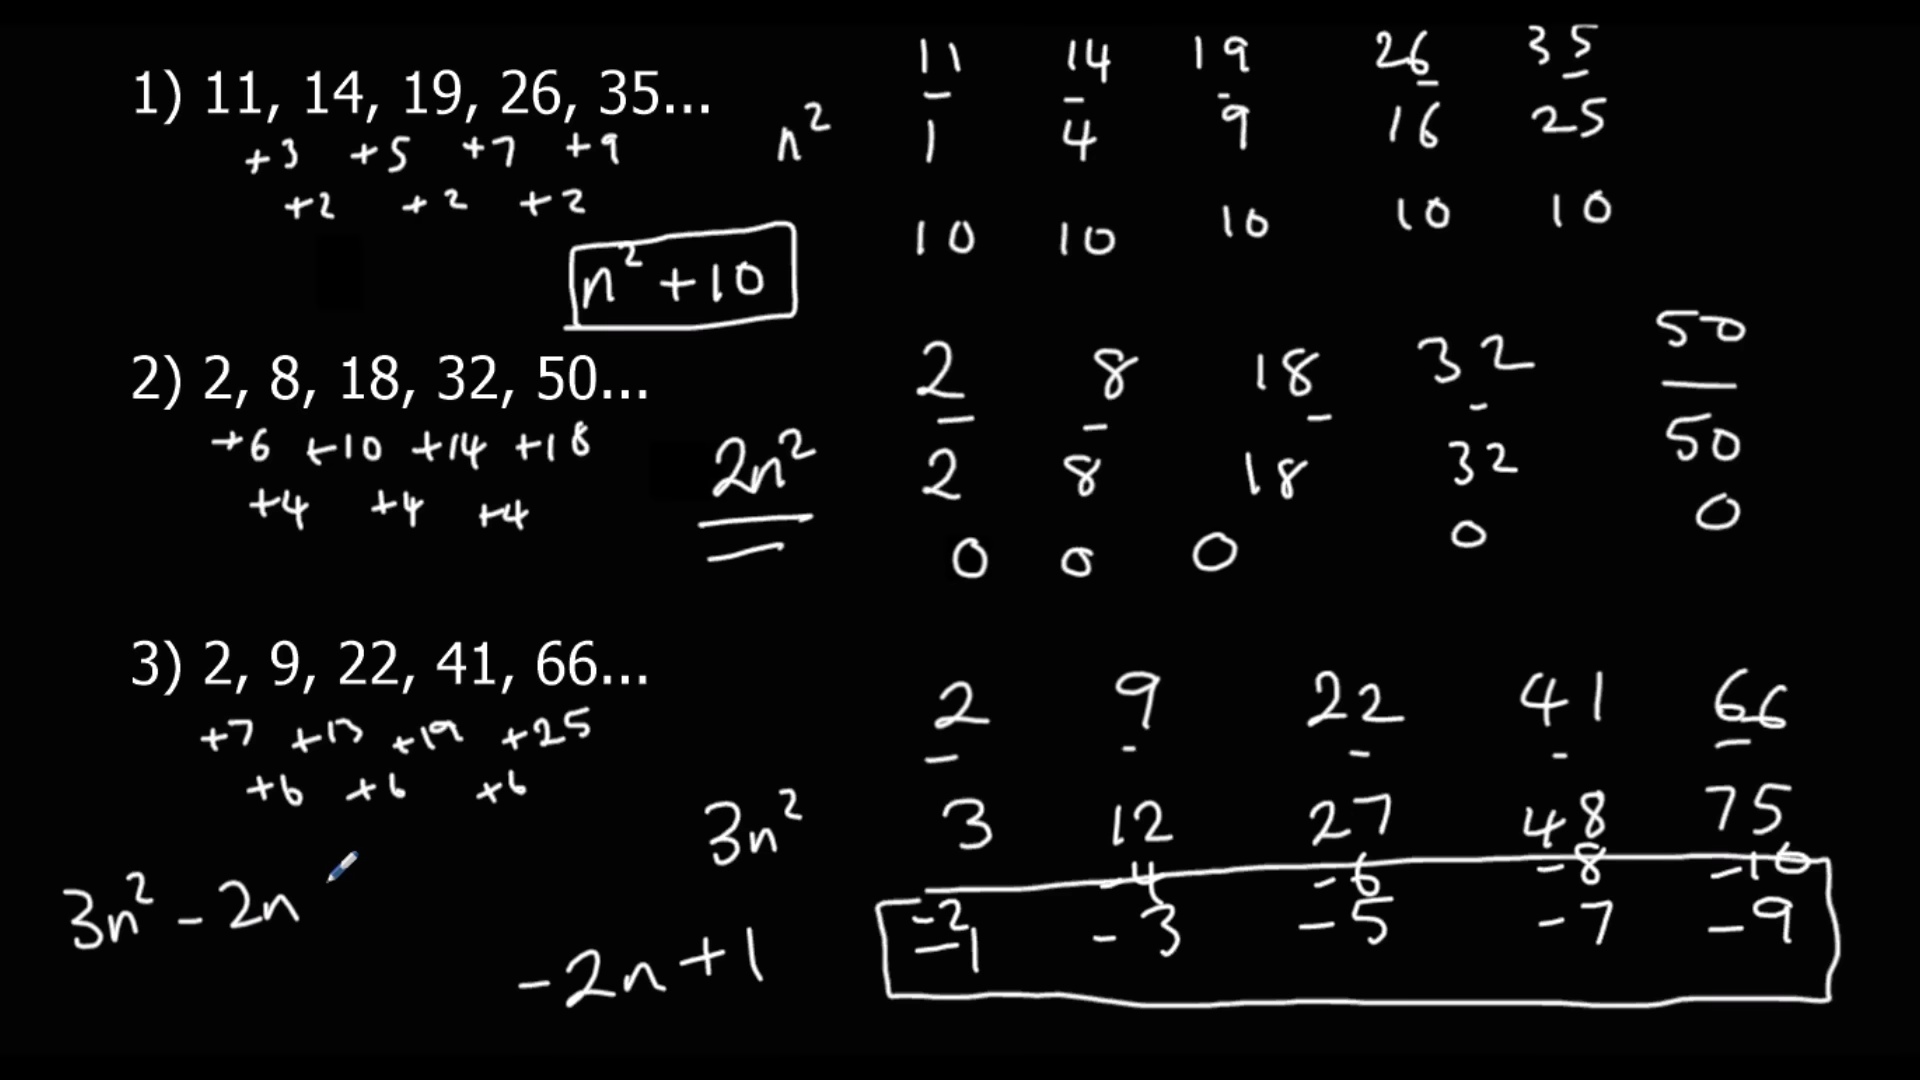 1) 11, 14, 19, 26, 35...
+3 +5 +7 +9
+2 +2 +2
n² + 10
n²
11 14 19 26 35
- - - - -
1 4 9 16 25
10 10 10 10 10
2) 2, 8, 18, 32, 50...
+6 +10 +14 +18
+4 +4 +4
2n²
2 8 18 32 50
- - - - -
2 8 18 32 50
0 0 0 0 0
3) 2, 9, 22, 41, 66...
+7 +13 +19 +25
+6 +6 +6
3n² - 2n
3n²
-2n + 1
2 9 22 41 66
- - - - -
3 12 27 48 75
-2 -4 -6 -8 -10
-1 -3 -5 -7 -9